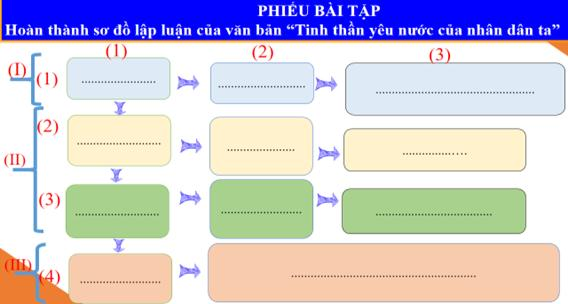 PHIẾU BÀI TẬP
Hoàn thành sơ đồ lập luận của văn bản “Tinh thần yêu nước của nhân dân ta”
(1) (2) (3)
(I) (1) ...................... .......................... ................................................
(2) ......................... .................... ...................
(II)
(3) ......................... ........................ ...................................
(III) (4) ........................ ...............................................